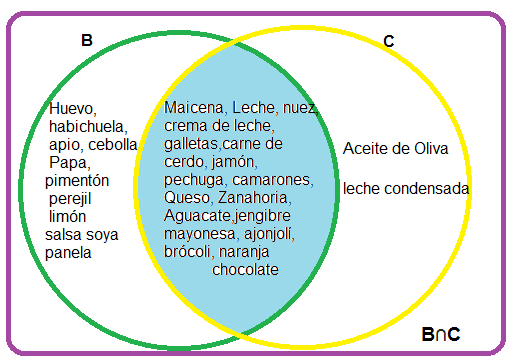 B
C
Huevo,
habichuela,
apio, cebolla
Papa,
pimentón
perejil
limón
salsa soya
panela
Maicena, Leche, nuez,
crema de leche,
galletas,carne de
cerdo, jamón,
pechuga, camarones,
Queso, Zanahoria,
Aguacate,jengibre
mayonesa, ajonjolí,
brócoli, naranja
chocolate
Aceite de Oliva
leche condensada
B∩C